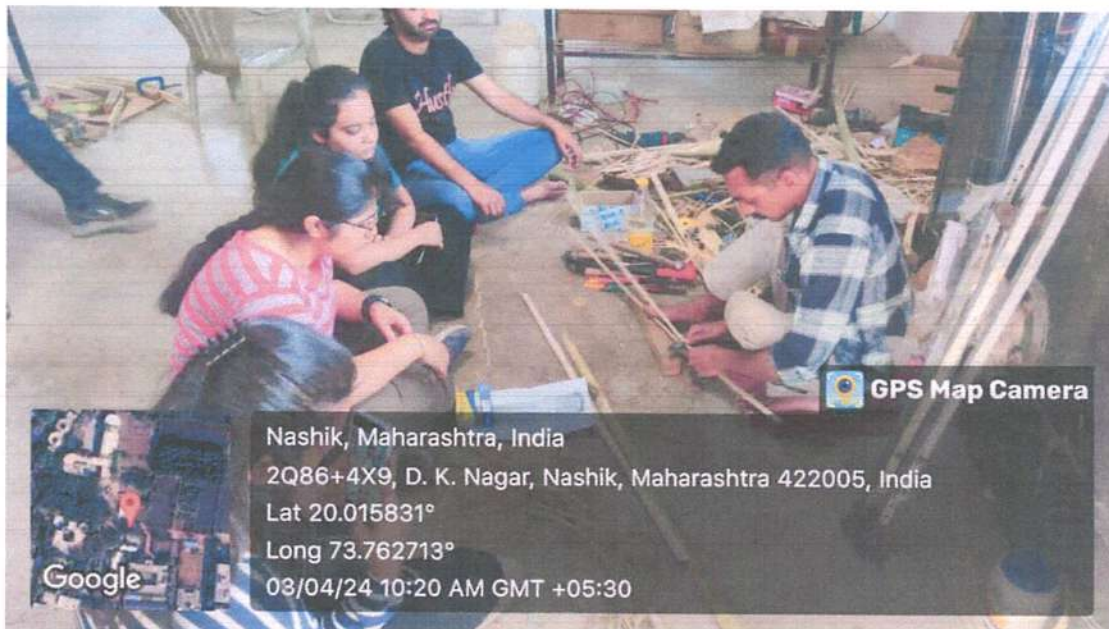 GPS Map Camera
Nashik, Maharashtra, India
2Q86+4X9, D. K. Nagar, Nashik, Maharashtra 422005, India
Lat 20.015831°
Long 73.762713°
03/04/24 10:20 AM GMT +05:30
Google